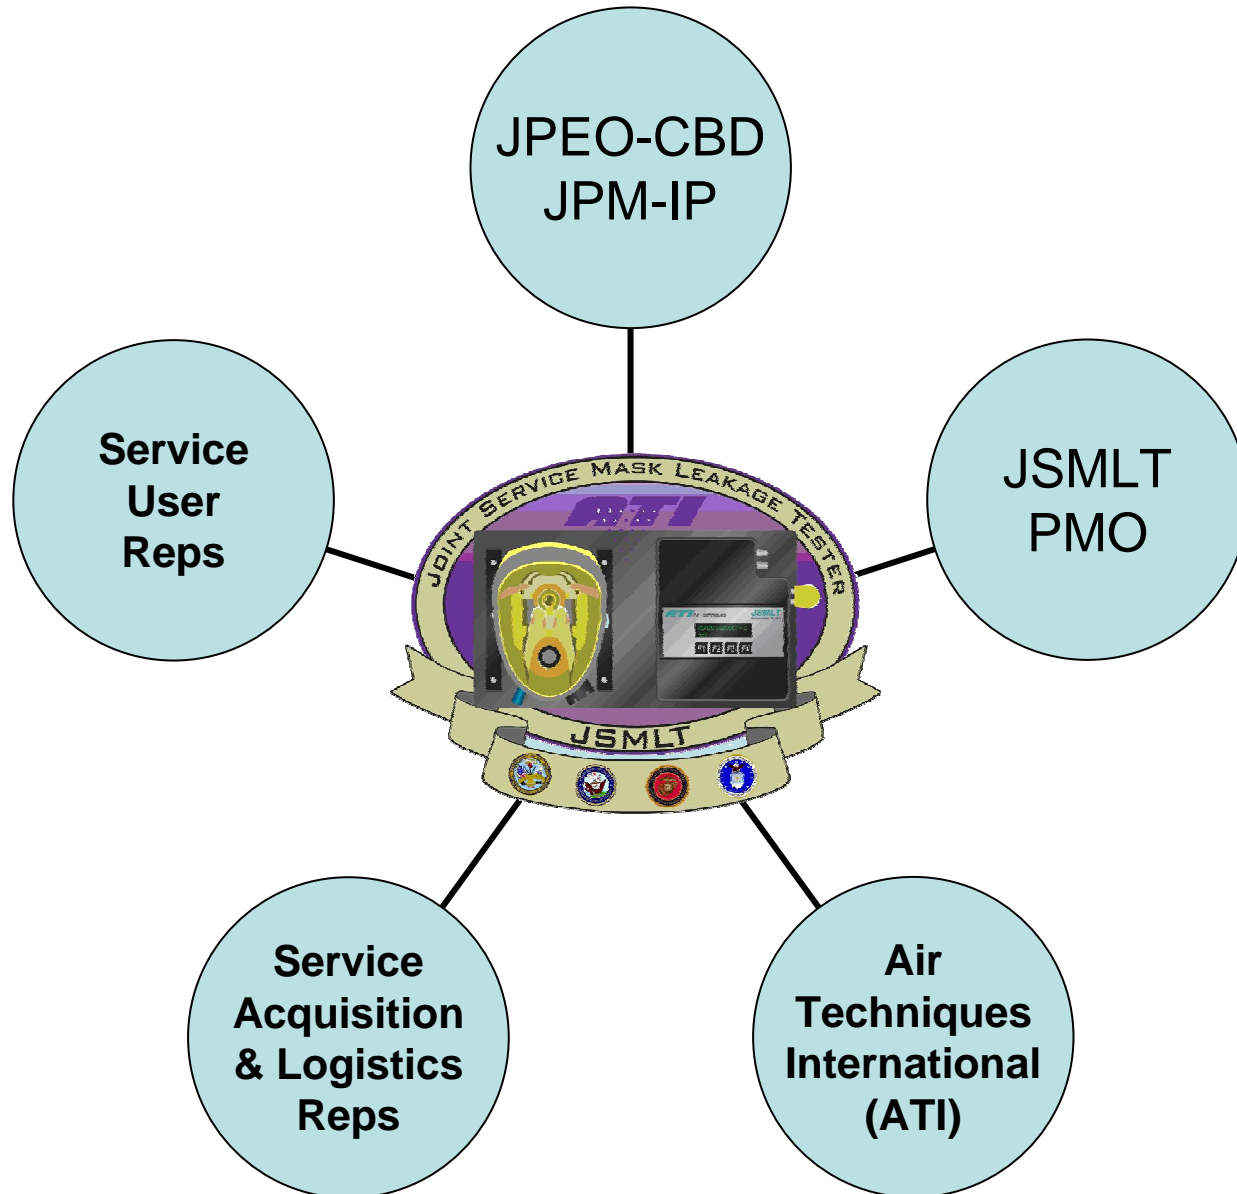 JPEO-CBD
JPM-IP
Service
User
Reps
JSMLT
PMO
JOINT SERVICE MASK LEAKAGE TESTER
ATI
ATI
JSMLT
JSMLT
Service
Acquisition
& Logistics
Reps
Air
Techniques
International
(ATI)